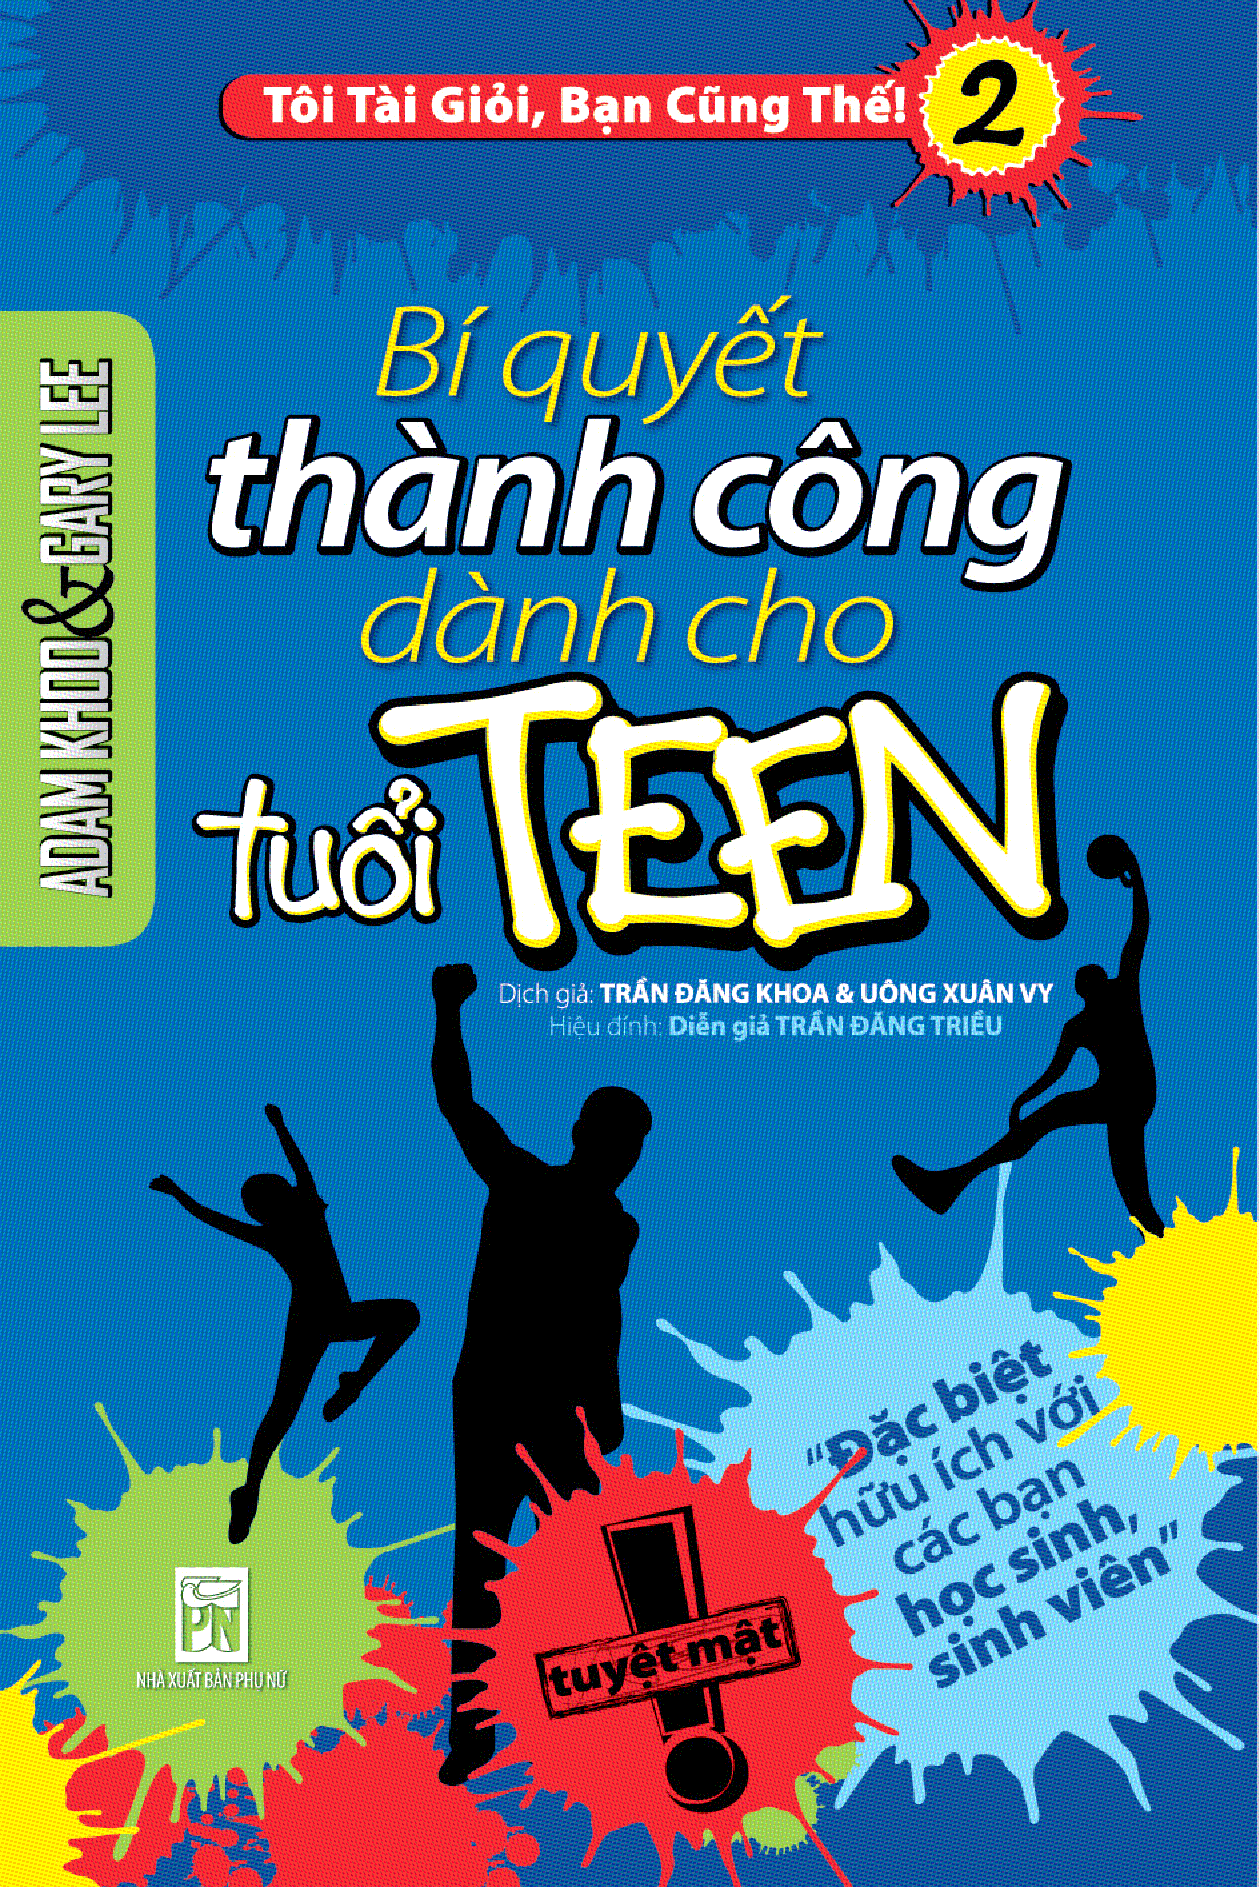 Tôi Tài Giỏi, Bạn Cũng Thế! 2
ADAM KHOO & GARY LEE
Bí quyết
thành công
dành cho
tuổi TEEN
Dịch giả: TRẦN ĐĂNG KHOA & UÔNG XUÂN VY
Hiệu đính: Diễn giả TRẦN ĐĂNG TRIỀU
“Đặc biệt
hữu ích với
các bạn
học sinh,
sinh viên”
tuyệt mật
PN
NHÀ XUẤT BẢN PHỤ NỮ